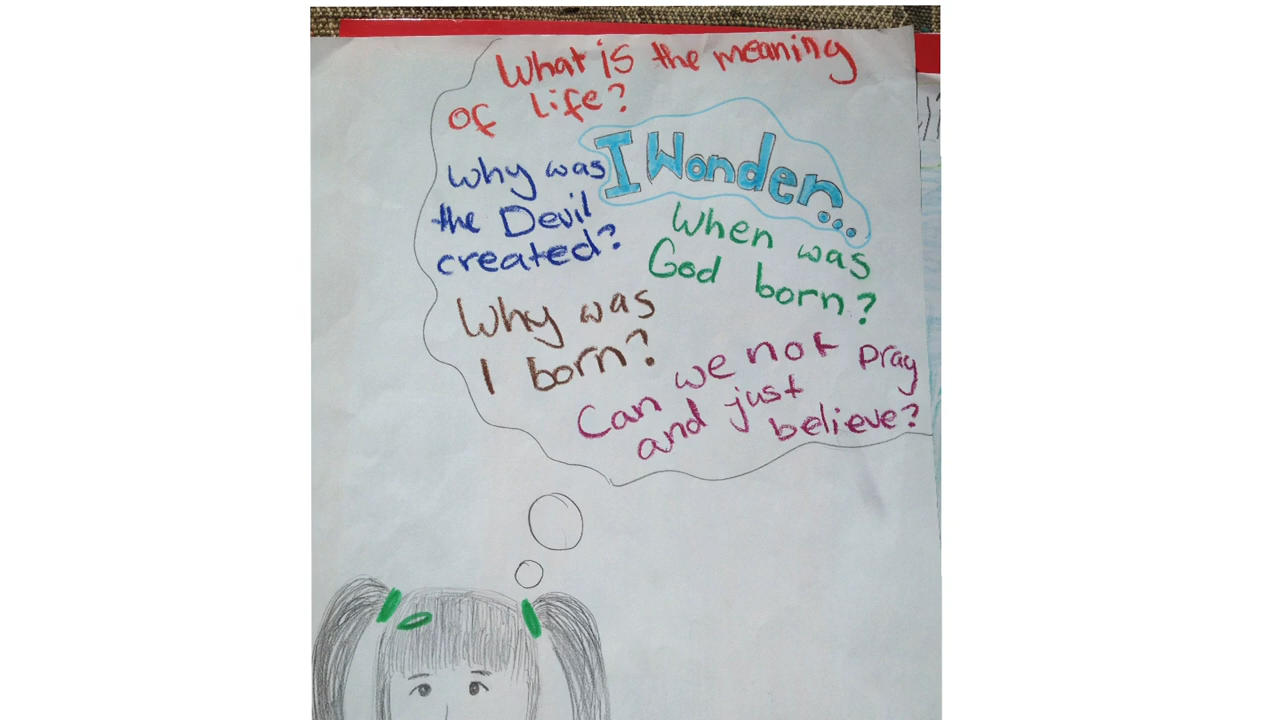 What is the meaning
of life?
I Wonder...
Why was
the Devil
created?
When was
God born?
Why was
I born?
Can we not pray
and just
believe?